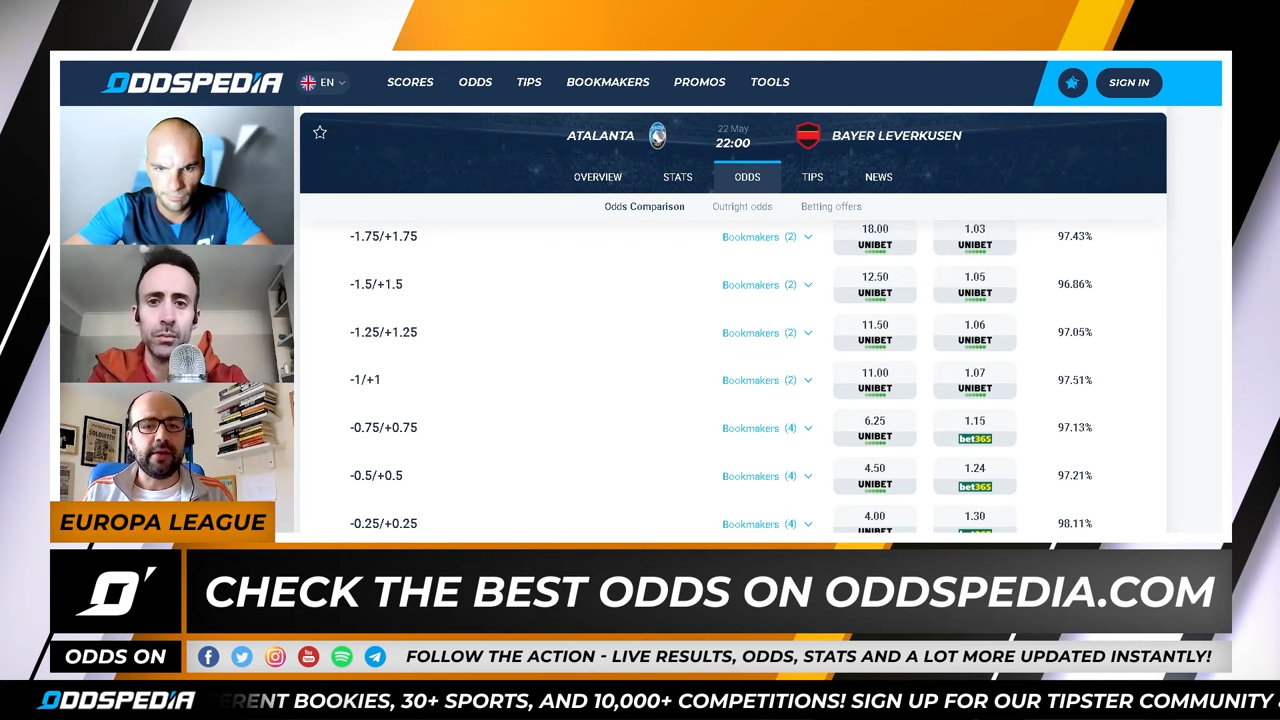 ODDSPEDIA
EN
SCORES ODDS TIPS BOOKMAKERS PROMOS TOOLS
SIGN IN
ATALANTA
22 May
22:00
BAYER LEVERKUSEN
OVERVIEW STATS ODDS TIPS NEWS
Odds Comparison Outright odds Betting offers
-1.75/+1.75 Bookmakers (2) 18.00 UNIBET 1.03 UNIBET 97.43%
-1.5/+1.5 Bookmakers (2) 12.50 UNIBET 1.05 UNIBET 96.86%
-1.25/+1.25 Bookmakers (2) 11.50 UNIBET 1.06 UNIBET 97.05%
-1/+1 Bookmakers (2) 11.00 UNIBET 1.07 UNIBET 97.51%
-0.75/+0.75 Bookmakers (4) 6.25 UNIBET 1.15 bet365 97.13%
-0.5/+0.5 Bookmakers (4) 4.50 UNIBET 1.24 bet365 97.21%
-0.25/+0.25 Bookmakers (4) 4.00 UNIBET 1.30 98.11%
EUROPA LEAGUE
O' CHECK THE BEST ODDS ON ODDSPEDIA.COM
ODDS ON
You Tube
FOLLOW THE ACTION - LIVE RESULTS, ODDS, STATS AND A LOT MORE UPDATED INSTANTLY!
ODDSPEDIA
ERENT BOOKIES, 30+ SPORTS, AND 10,000+ COMPETITIONS! SIGN UP FOR OUR TIPSTER COMMUNITY